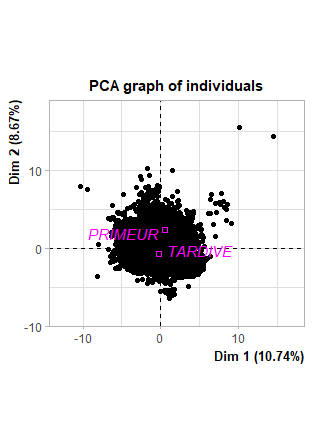 PCA graph of individuals
Dim 2 (8.67%)
10
0
-10
PRIMEUR
TARDIVE
-10
0
10
Dim 1 (10.74%)